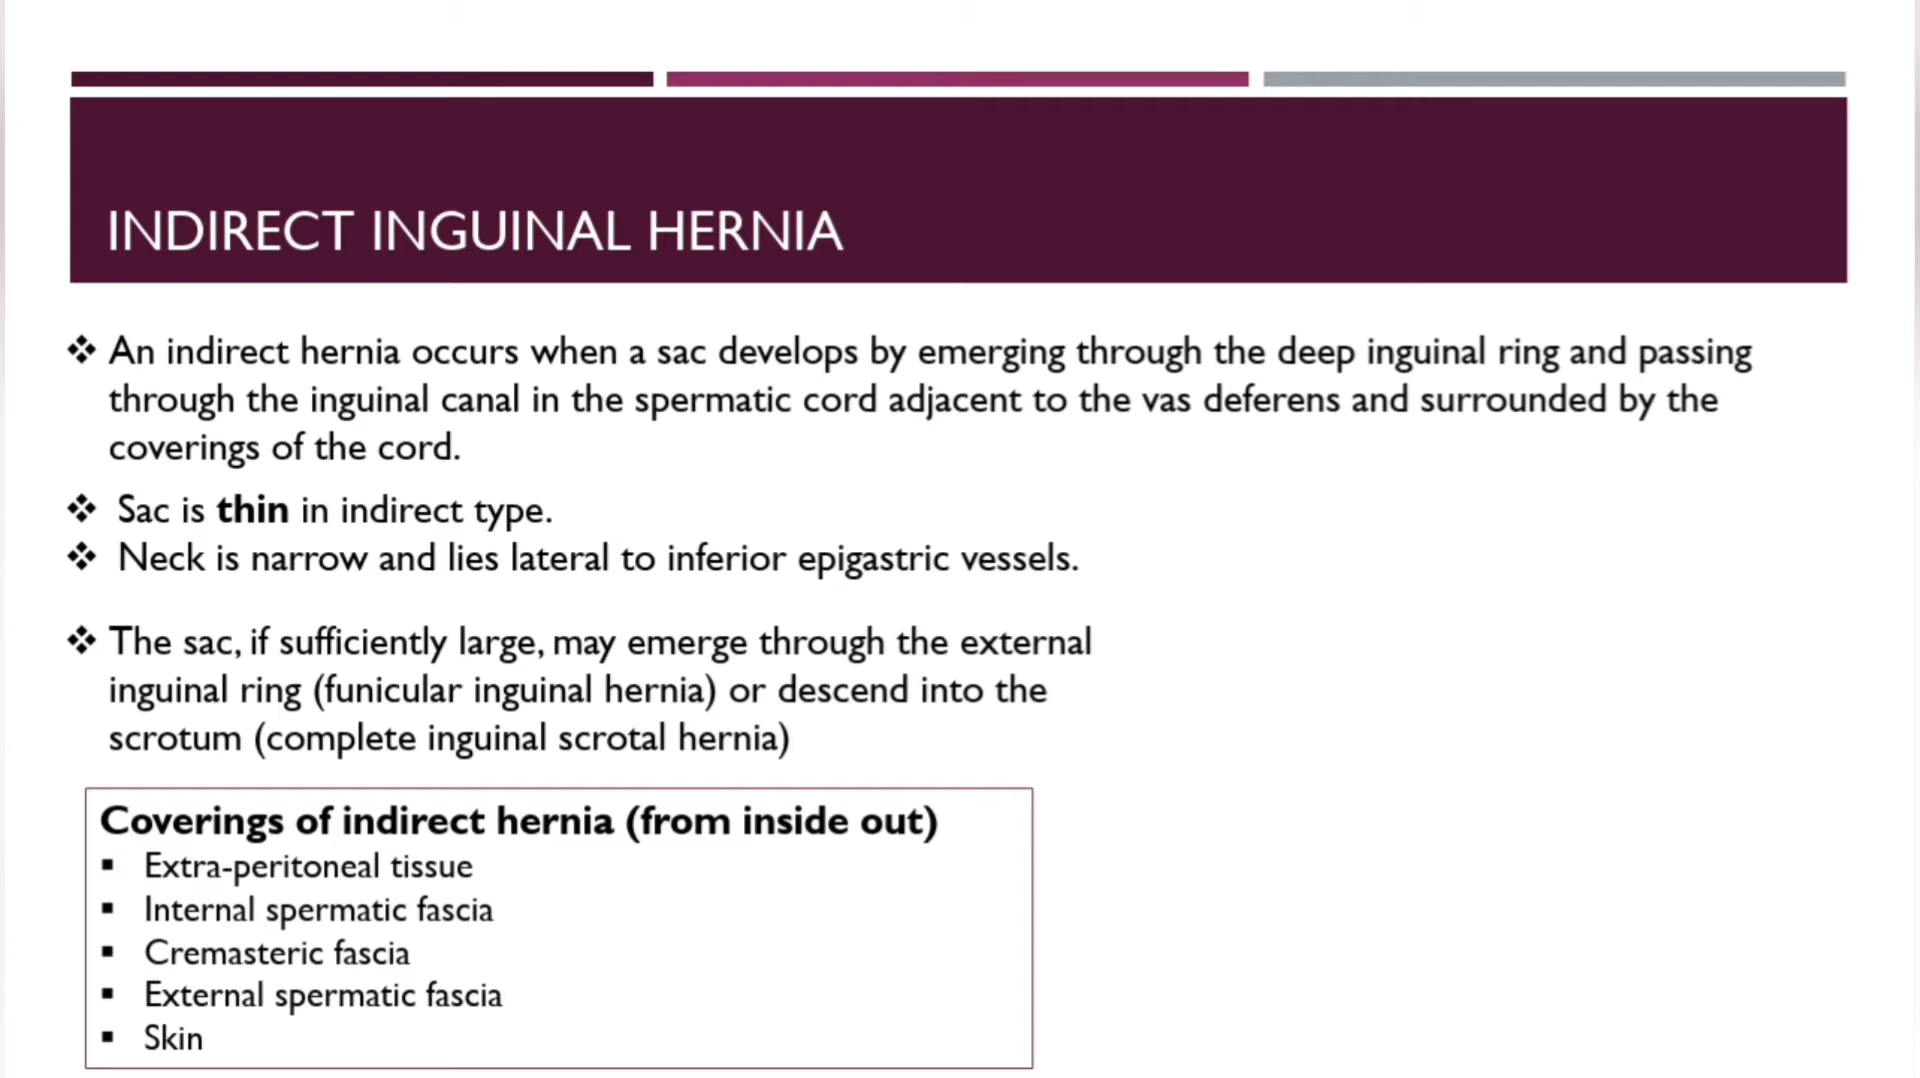 INDIRECT INGUINAL HERNIA
❖ An indirect hernia occurs when a sac develops by emerging through the deep inguinal ring and passing
through the inguinal canal in the spermatic cord adjacent to the vas deferens and surrounded by the
coverings of the cord.
❖ Sac is thin in indirect type.
❖ Neck is narrow and lies lateral to inferior epigastric vessels.
❖ The sac, if sufficiently large, may emerge through the external
inguinal ring (funicular inguinal hernia) or descend into the
scrotum (complete inguinal scrotal hernia)
Coverings of indirect hernia (from inside out)
▪ Extra-peritoneal tissue
▪ Internal spermatic fascia
▪ Cremasteric fascia
▪ External spermatic fascia
▪ Skin